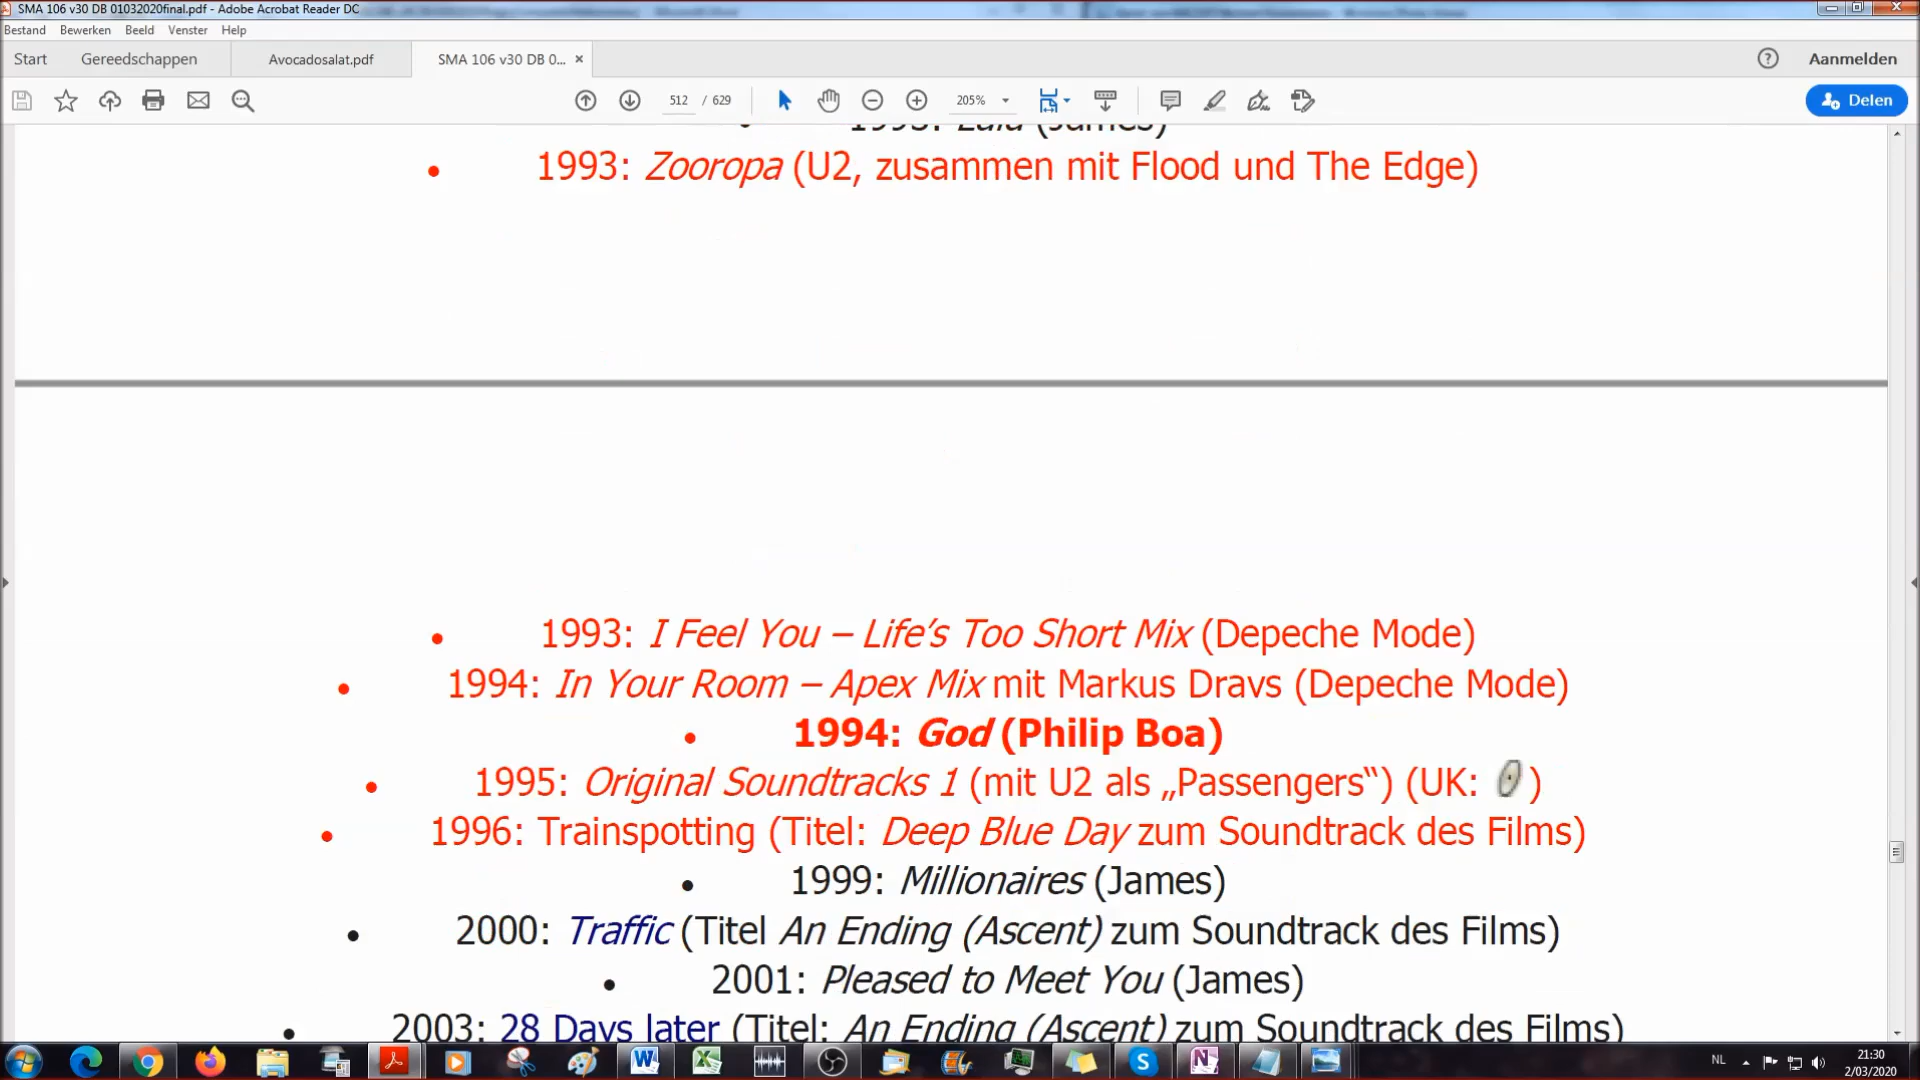 SMA 106 v30 DB 01032020final.pdf - Adobe Acrobat Reader DC
Bestand Bewerken Beeld Venster Help
Start Gereedschappen Avocadosalat.pdf SMA 106 v30 DB 0... × Aanmelden
512 / 629 205% Delen
(James)
• 1993: Zooropa (U2, zusammen mit Flood und The Edge)
• 1993: I Feel You – Life’s Too Short Mix (Depeche Mode)
• 1994: In Your Room – Apex Mix mit Markus Dravs (Depeche Mode)
• 1994: God (Philip Boa)
• 1995: Original Soundtracks 1 (mit U2 als „Passengers“) (UK: )
• 1996: Trainspotting (Titel: Deep Blue Day zum Soundtrack des Films)
• 1999: Millionaires (James)
• 2000: Traffic (Titel An Ending (Ascent) zum Soundtrack des Films)
• 2001: Pleased to Meet You (James)
• 2003: 28 Days later (Titel: An Ending (Ascent) zum Soundtrack des Films)
NL 21:30
2/03/2020